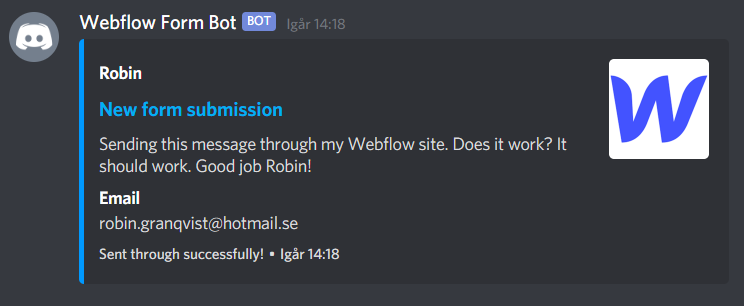 Webflow Form Bot BOT Igår 14:18
Robin
New form submission
Sending this message through my Webflow site. Does it work? It
should work. Good job Robin!
Email
robin.granqvist@hotmail.se
Sent through successfully! • Igår 14:18